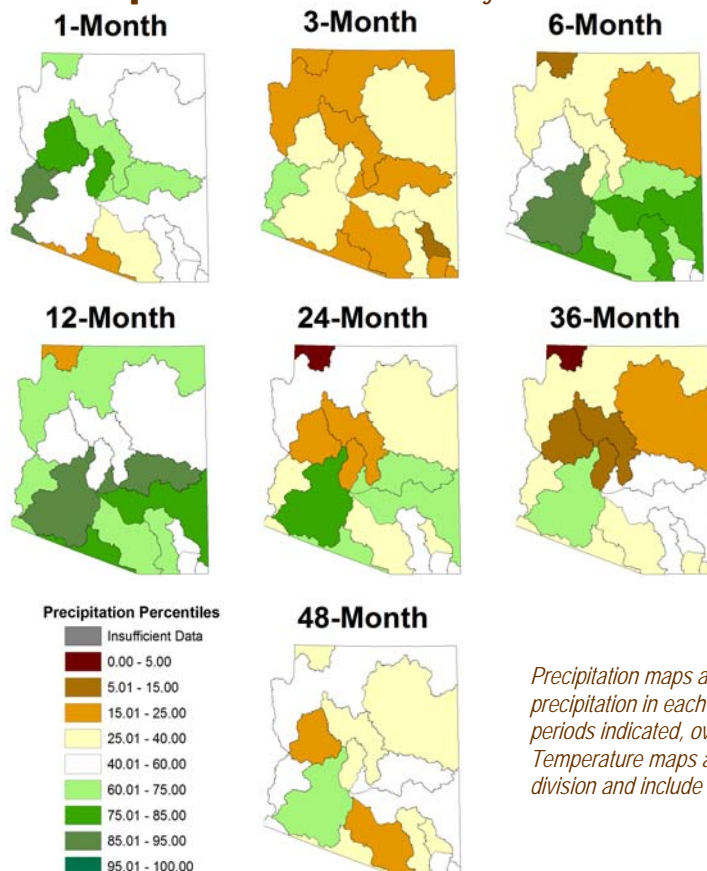 1-Month
3-Month
6-Month
12-Month
24-Month
36-Month
48-Month
Precipitation Percentiles
Insufficient Data
0.00 - 5.00
5.01 - 15.00
15.01 - 25.00
25.01 - 40.00
40.01 - 60.00
60.01 - 75.00
75.01 - 85.00
85.01 - 95.00
95.01 - 100.00
Precipitation maps a
precipitation in each
periods indicated, ov
Temperature maps a
division and include